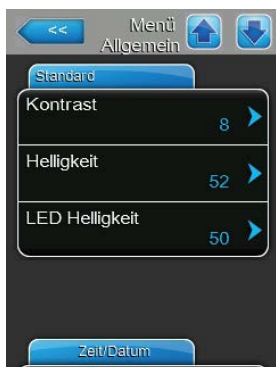 <<
Menü
Allgemein
Standard
Kontrast
8
Helligkeit
52
LED Helligkeit
50
Zeit/Datum